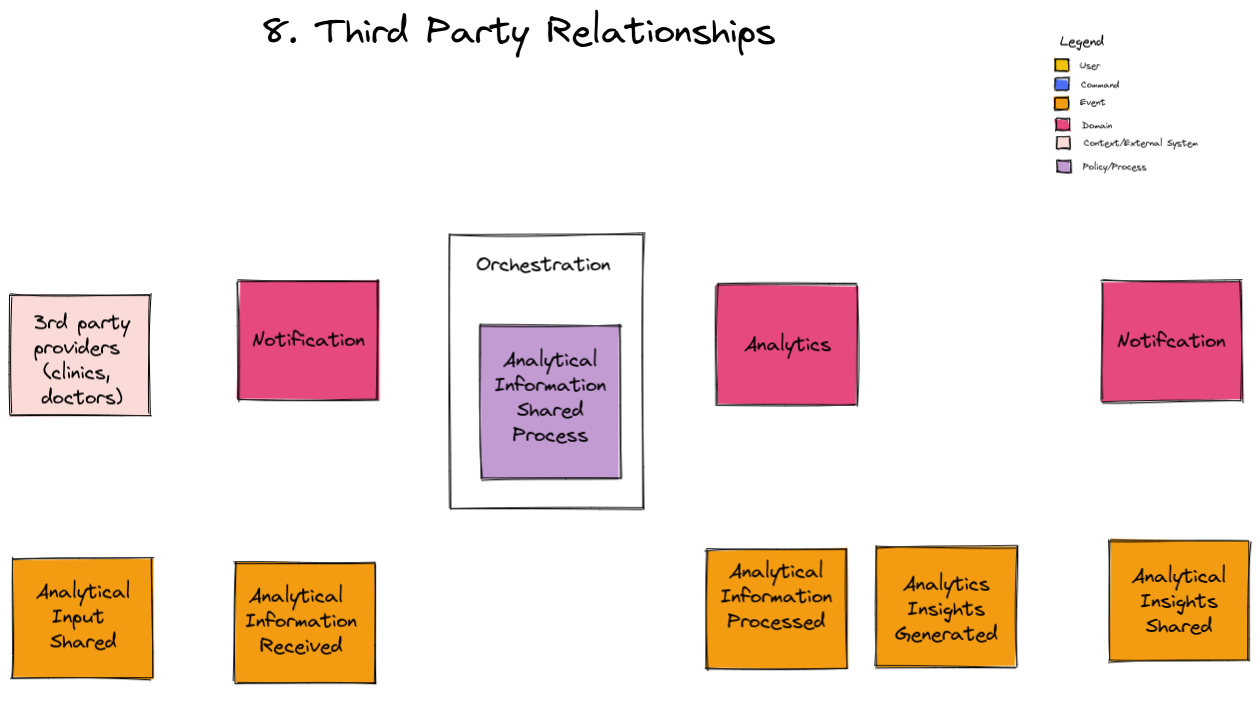 8. Third Party Relationships
Legend
User
Command
Event
Domain
Context/External System
Policy/Process
3rd party
providers
(clinics,
doctors)
Notification
Orchestration
Analytical
Information
Shared
Process
Analytics
Notifcation
Analytical
Input
Shared
Analytical
Information
Received
Analytical
Information
Processed
Analytics
Insights
Generated
Analytical
Insights
Shared